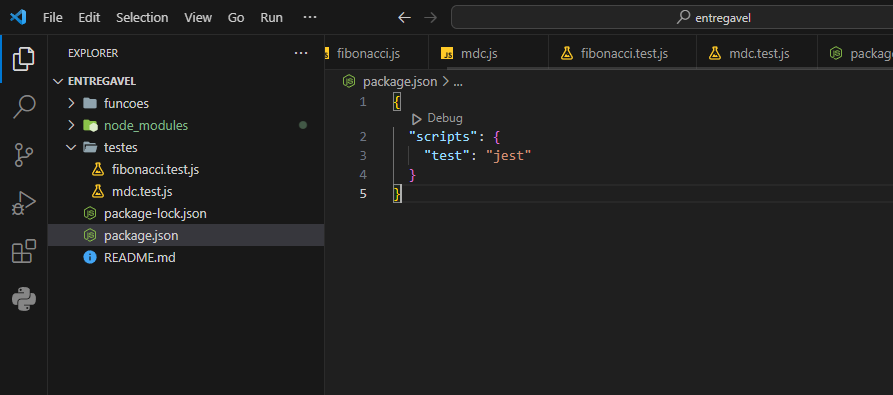 File Edit Selection View Go Run ··· entregavel
EXPLORER ···
ENTREGAVEL
funcoes
node_modules
testes
fibonacci.test.js
mdc.test.js
package-lock.json
package.json
README.md
fibonacci.js JS mdc.js fibonacci.test.js mdc.test.js packag
package.json > ...
1 {
Debug
2 "scripts": {
3 "test": "jest"
4 }
5 }